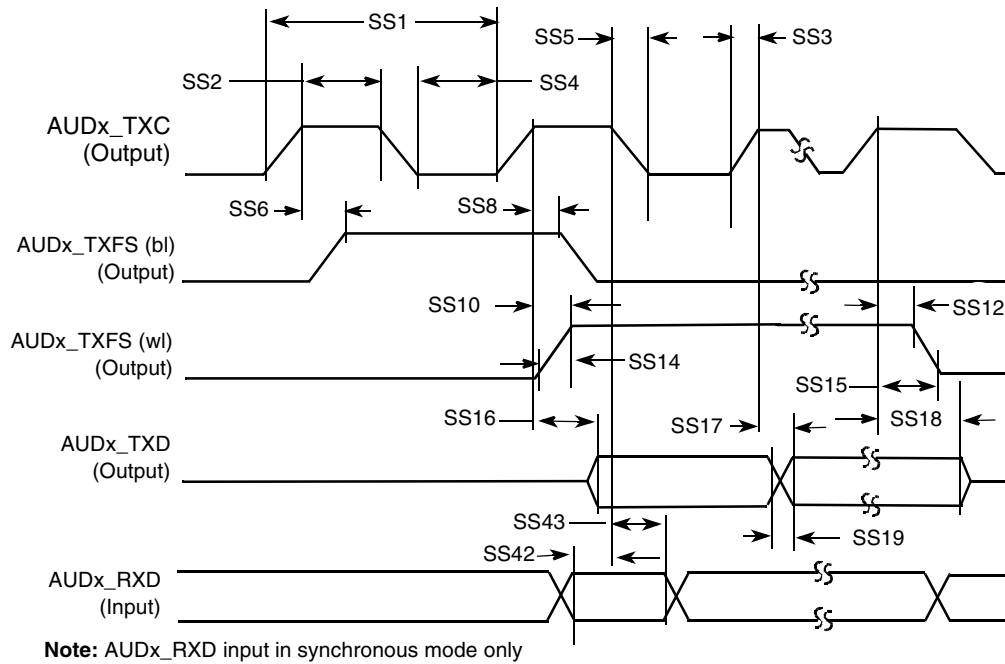 SS1
SS5
SS3
SS2
SS4
AUDx_TXC
(Output)
SS6
SS8
AUDx_TXFS (bl)
(Output)
SS10
SS12
AUDx_TXFS (wl)
(Output)
SS14
SS15
SS16
SS17
SS18
AUDx_TXD
(Output)
SS43
SS19
SS42
AUDx_RXD
(Input)
Note: AUDx_RXD input in synchronous mode only